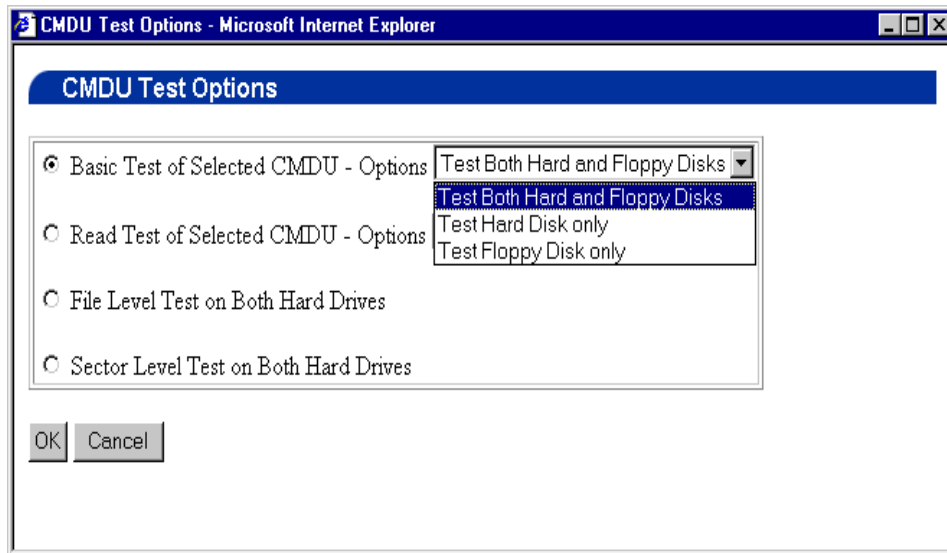 CMDU Test Options - Microsoft Internet Explorer
CMDU Test Options
Basic Test of Selected CMDU - Options Test Both Hard and Floppy Disks
Test Both Hard and Floppy Disks
Test Hard Disk only
Test Floppy Disk only
Read Test of Selected CMDU - Options
File Level Test on Both Hard Drives
Sector Level Test on Both Hard Drives
OK Cancel